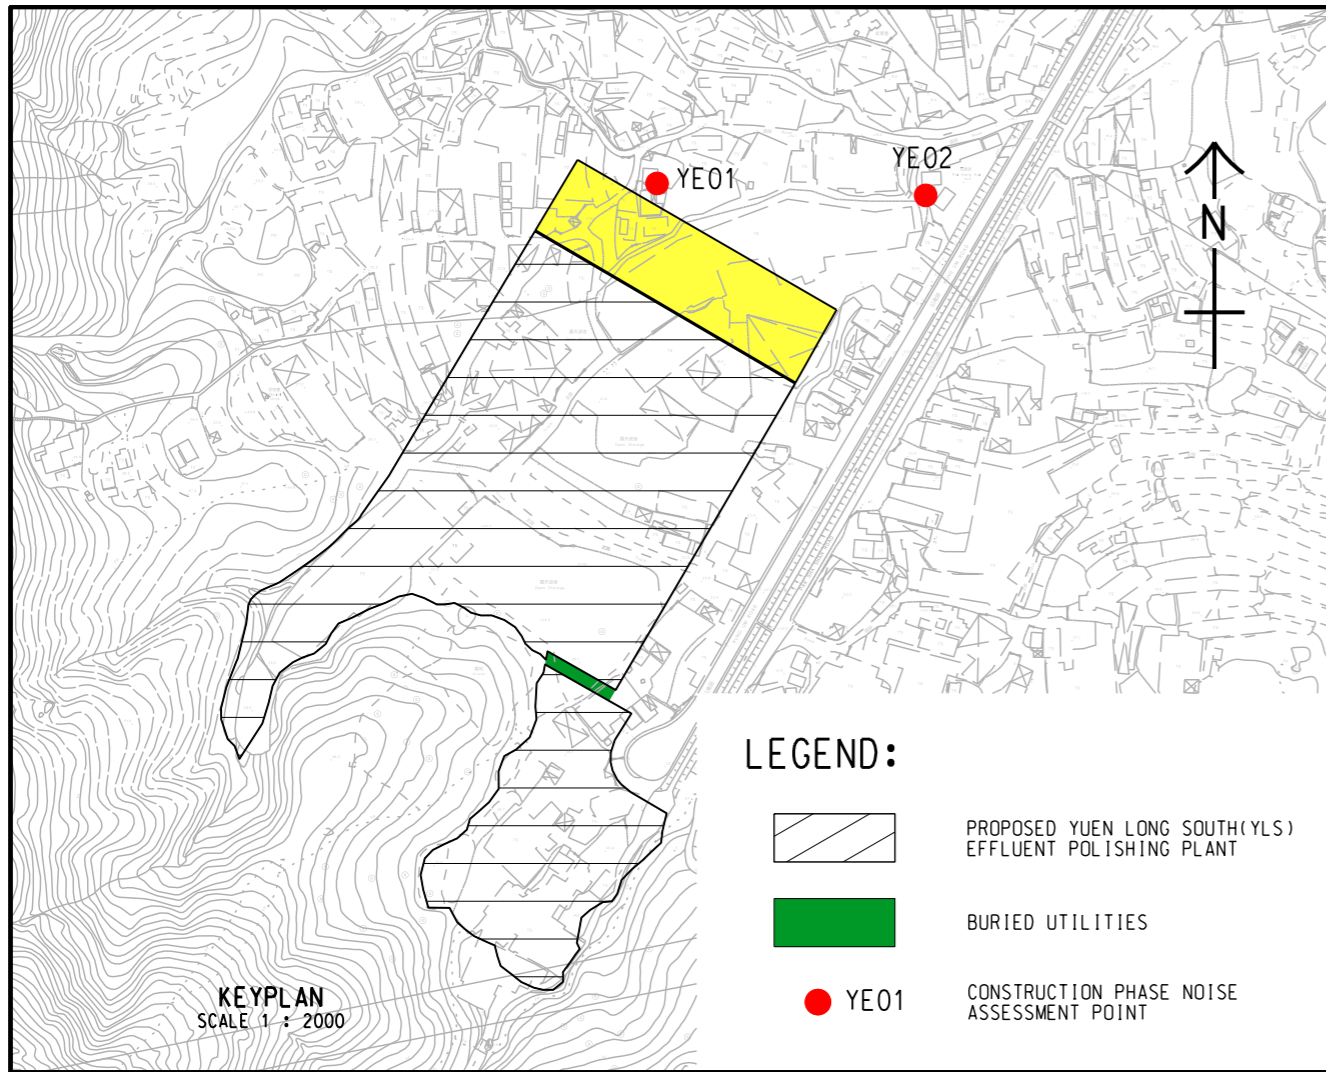 YE01
YE02
N
LEGEND:
PROPOSED YUEN LONG SOUTH(YLS)
EFFLUENT POLISHING PLANT
BURIED UTILITIES
YE01
CONSTRUCTION PHASE NOISE
ASSESSMENT POINT
KEYPLAN
SCALE 1 : 2000